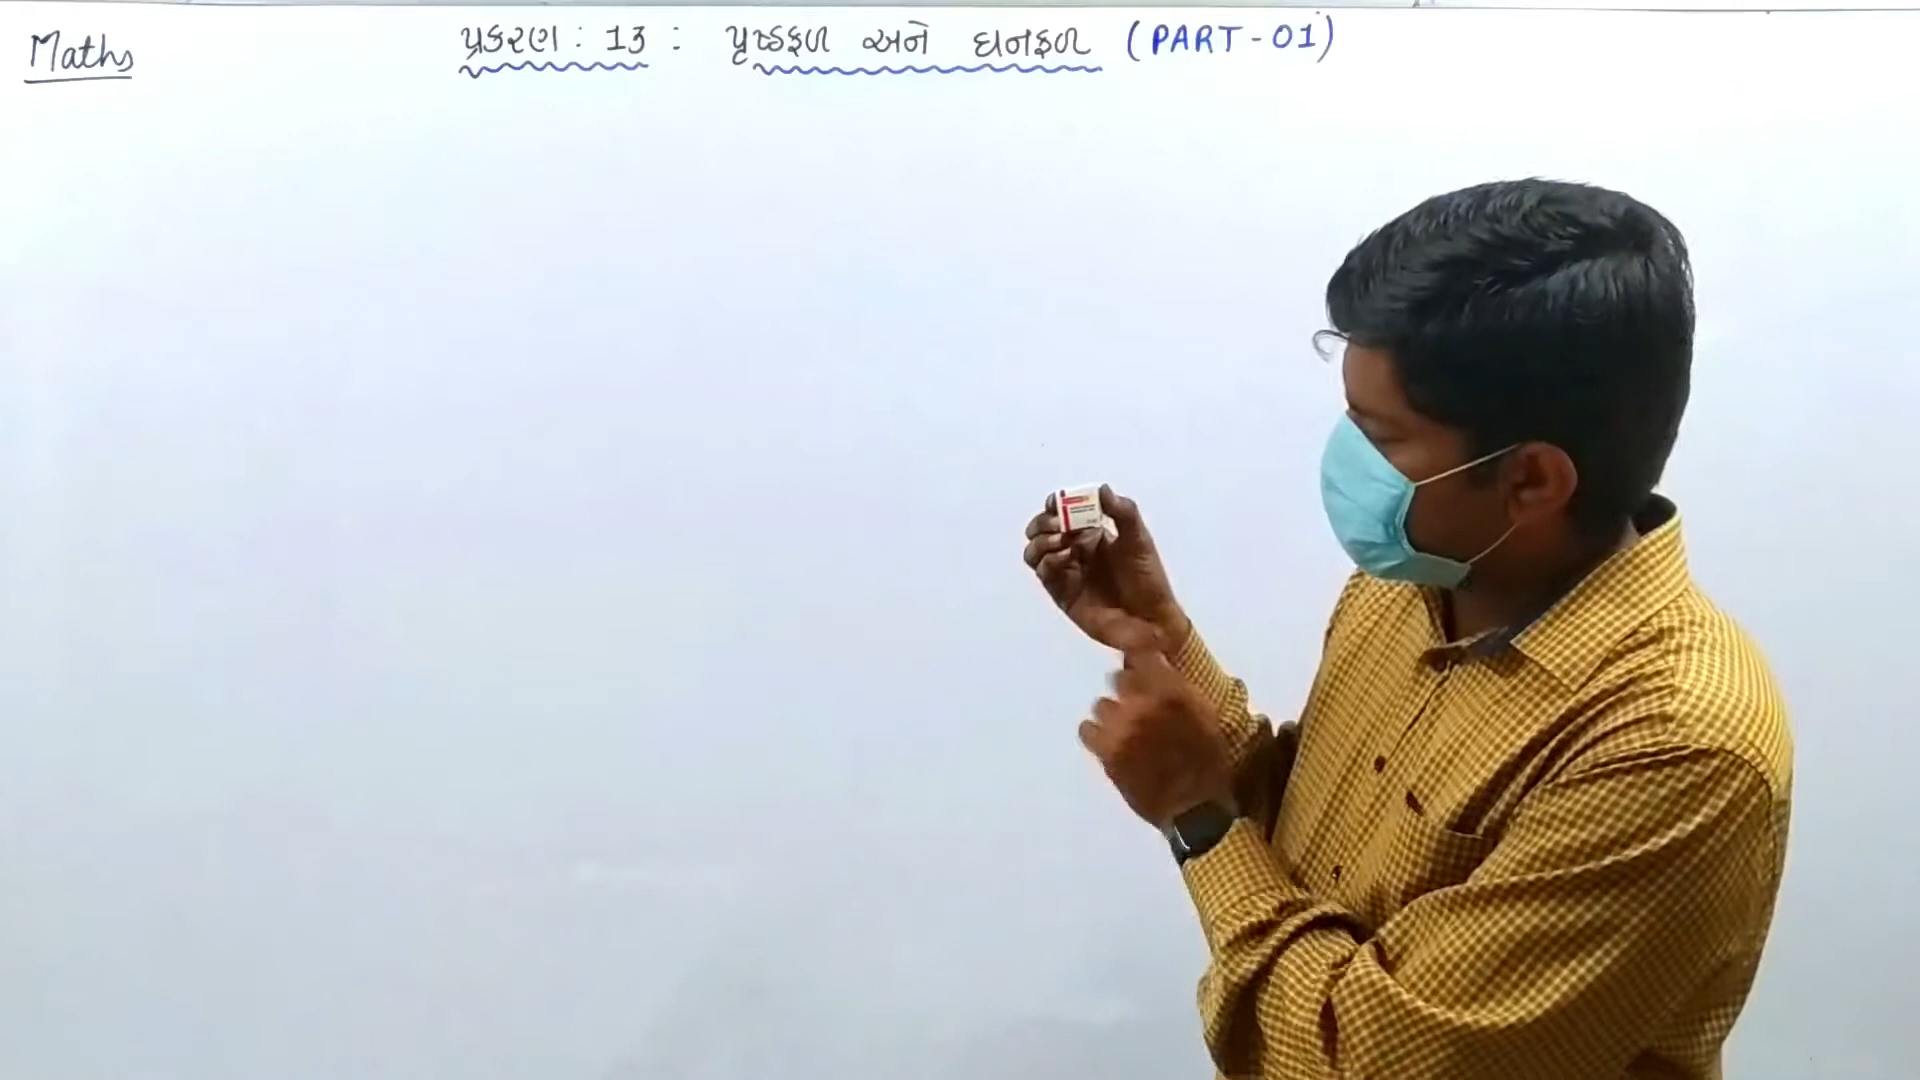 Maths
પ્રકરણ : 13 : પૃષ્ઠફળ અને ઘનફળ (PART-01)